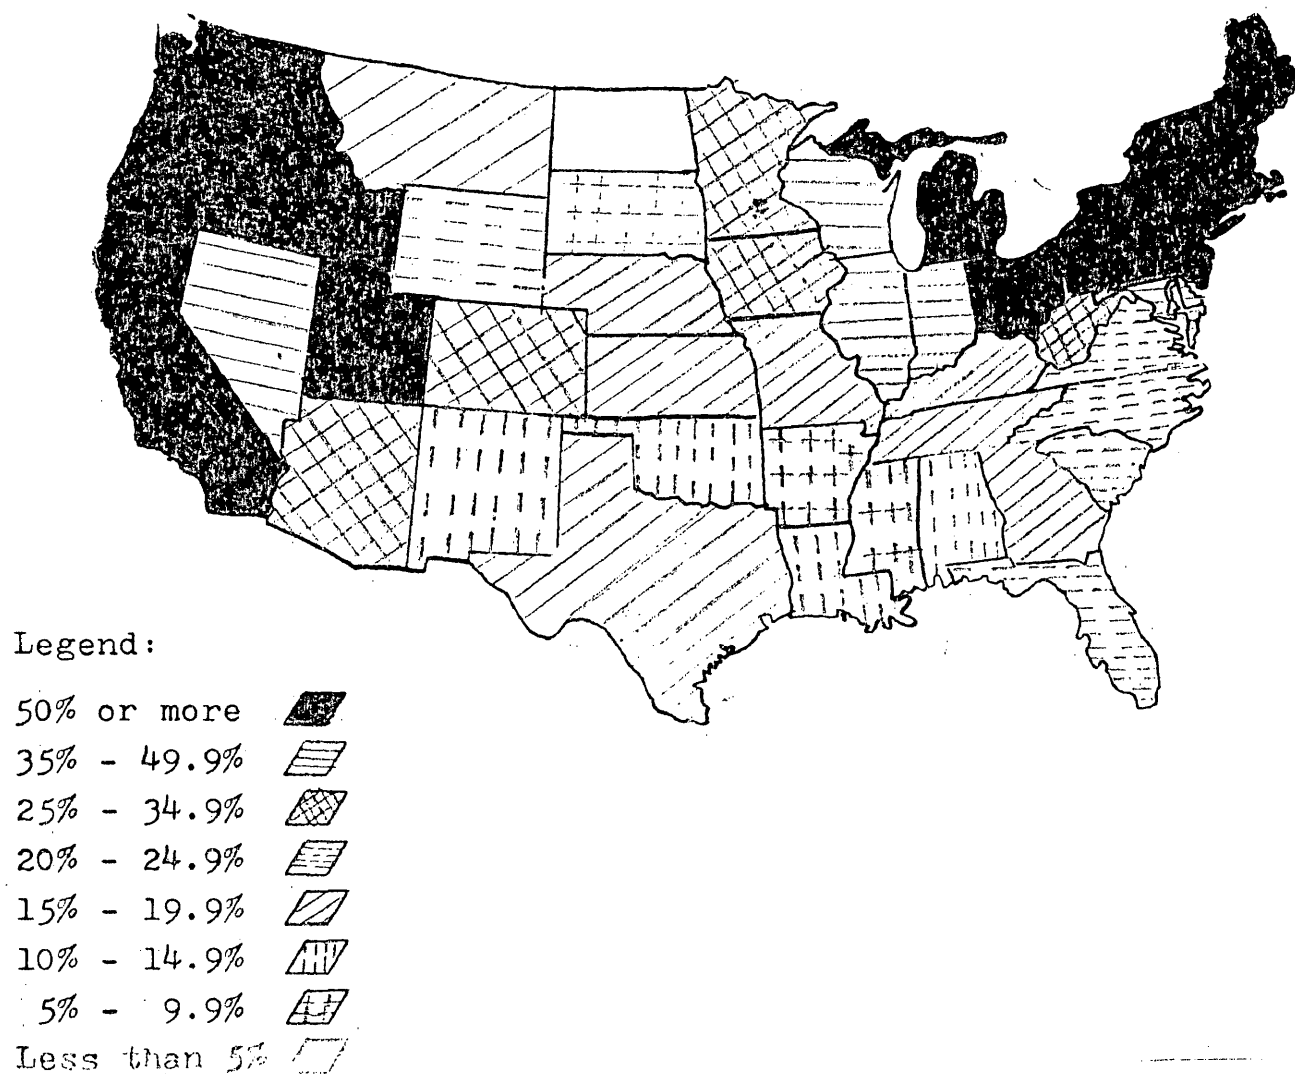 Legend:
50% or more
35% - 49.9%
25% - 34.9%
20% - 24.9%
15% - 19.9%
10% - 14.9%
5% - 9.9%
Less than 5%